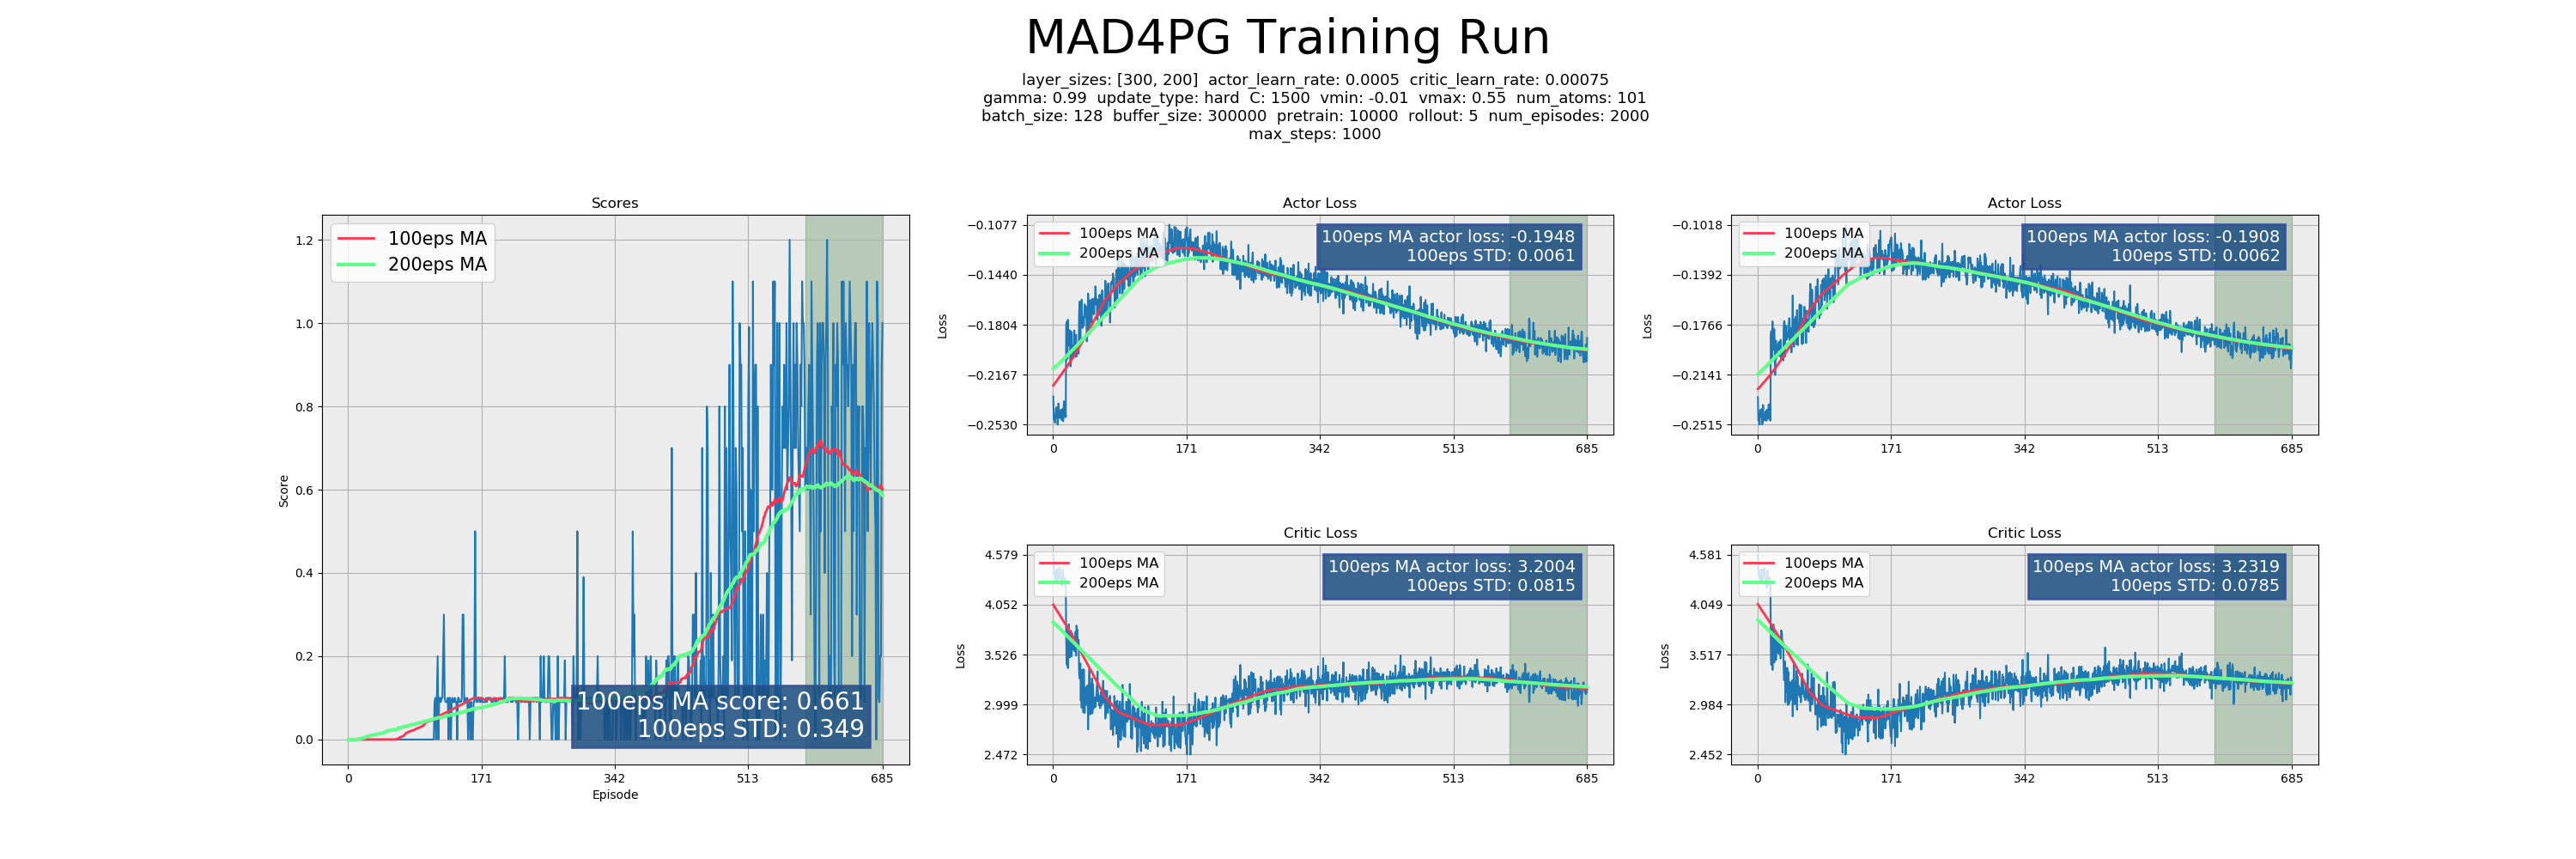 MAD4PG Training Run
layer_sizes: [300, 200]  actor_learn_rate: 0.0005  critic_learn_rate: 0.00075
gamma: 0.99  update_type: hard  C: 1500  vmin: -0.01  vmax: 0.55  num_atoms: 101
batch_size: 128  buffer_size: 300000  pretrain: 10000  rollout: 5  num_episodes: 2000
max_steps: 1000
Scores
100eps MA
200eps MA
1.2
1.0
0.8
0.6
0.4
0.2
0.0
Score
100eps MA score: 0.661
100eps STD: 0.349
0 171 342 513 685
Episode
Actor Loss
100eps MA
200eps MA
100eps MA actor loss: -0.1948
100eps STD: 0.0061
−0.1077
−0.1440
−0.1804
−0.2167
−0.2530
Loss
0 171 342 513 685
Actor Loss
100eps MA
200eps MA
100eps MA actor loss: -0.1908
100eps STD: 0.0062
−0.1018
−0.1392
−0.1766
−0.2141
−0.2515
Loss
0 171 342 513 685
Critic Loss
100eps MA
200eps MA
100eps MA actor loss: 3.2004
100eps STD: 0.0815
4.579
4.052
3.526
2.999
2.472
Loss
0 171 342 513 685
Critic Loss
100eps MA
200eps MA
100eps MA actor loss: 3.2319
100eps STD: 0.0785
4.581
4.049
3.517
2.984
2.452
Loss
0 171 342 513 685